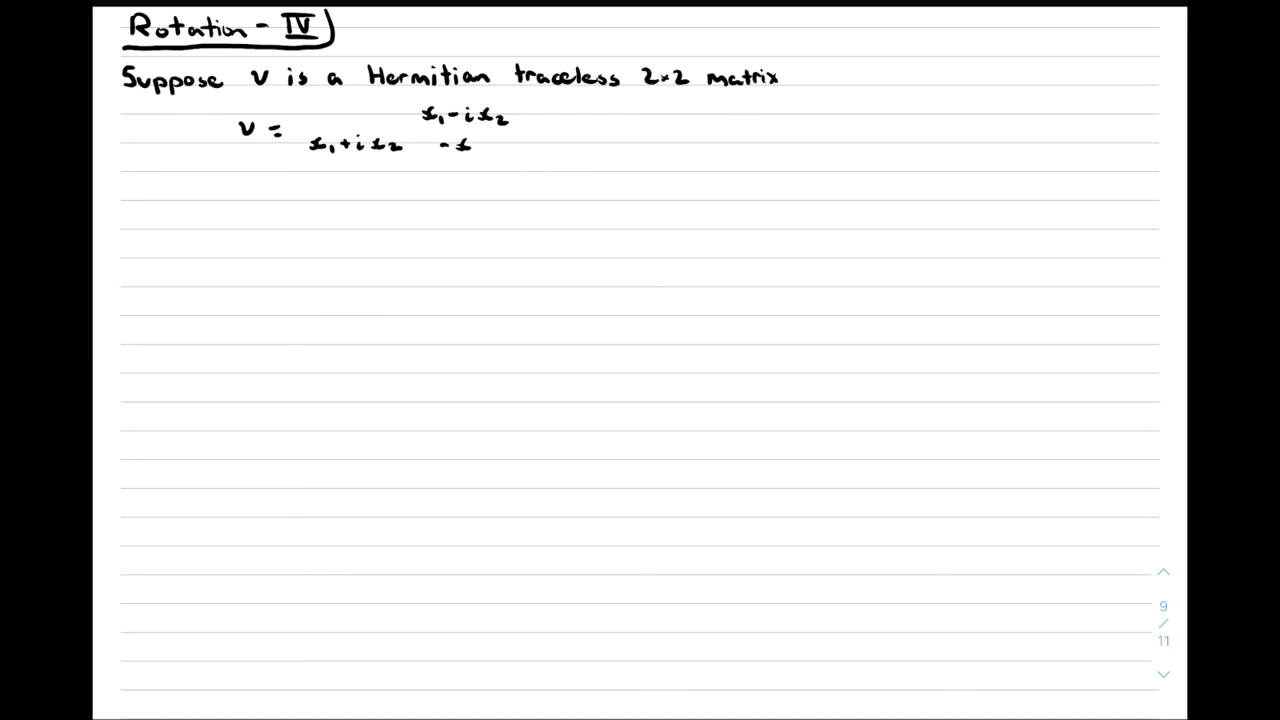 Rotation - IV
Suppose v is a Hermitian traceless 2×2 matrix
x₁-ix₂
v =
x₁+ix₂ -x
9
/
11